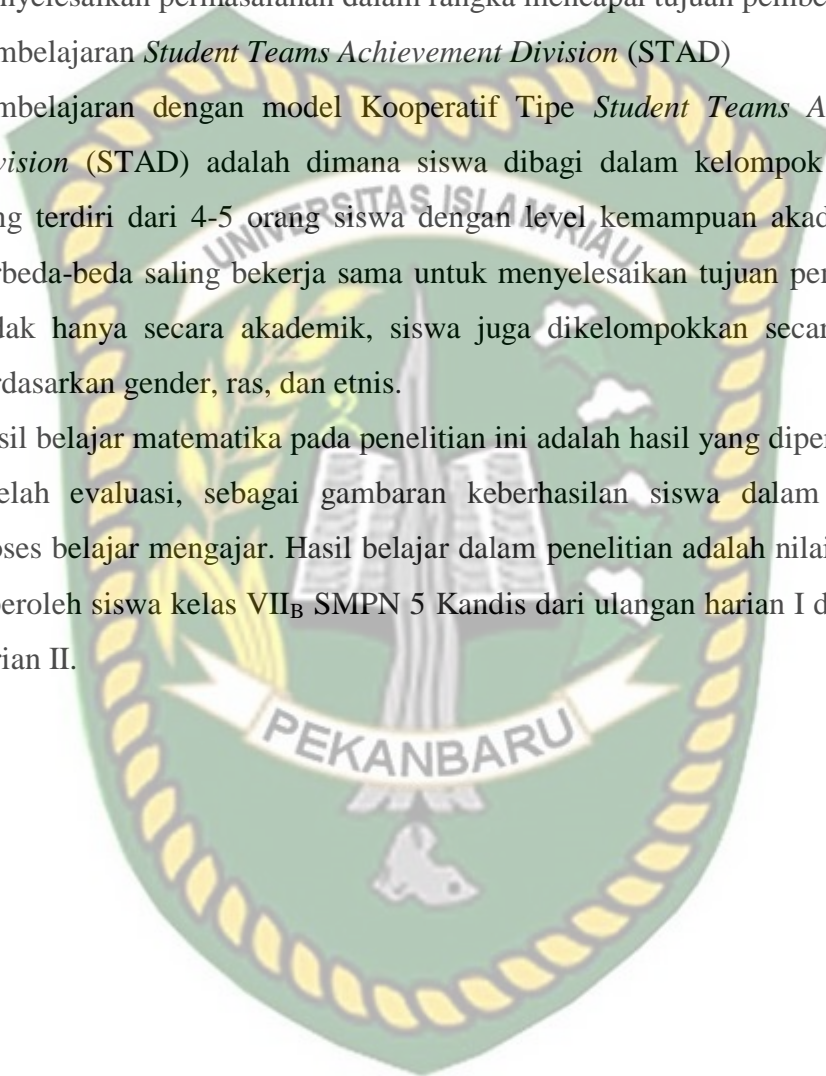 nyelesaikan permasalahan dalam rangka mencapai tujuan pembe
mbelajaran Student Teams Achievement Division (STAD)
mbelajaran dengan model Kooperatif Tipe Student Teams A
vision (STAD) adalah dimana siswa dibagi dalam kelompok
ng terdiri dari 4-5 orang siswa dengan level kemampuan akad
rbeda-beda saling bekerja sama untuk menyelesaikan tujuan per
dak hanya secara akademik, siswa juga dikelompokkan secar
rdasarkan gender, ras, dan etnis.
sil belajar matematika pada penelitian ini adalah hasil yang diper
elah evaluasi, sebagai gambaran keberhasilan siswa dalam
oses belajar mengajar. Hasil belajar dalam penelitian adalah nilai
peroleh siswa kelas VIIB SMPN 5 Kandis dari ulangan harian I d
rian II.
UNIVERSITAS ISLAM RIAU
PEKANBARU